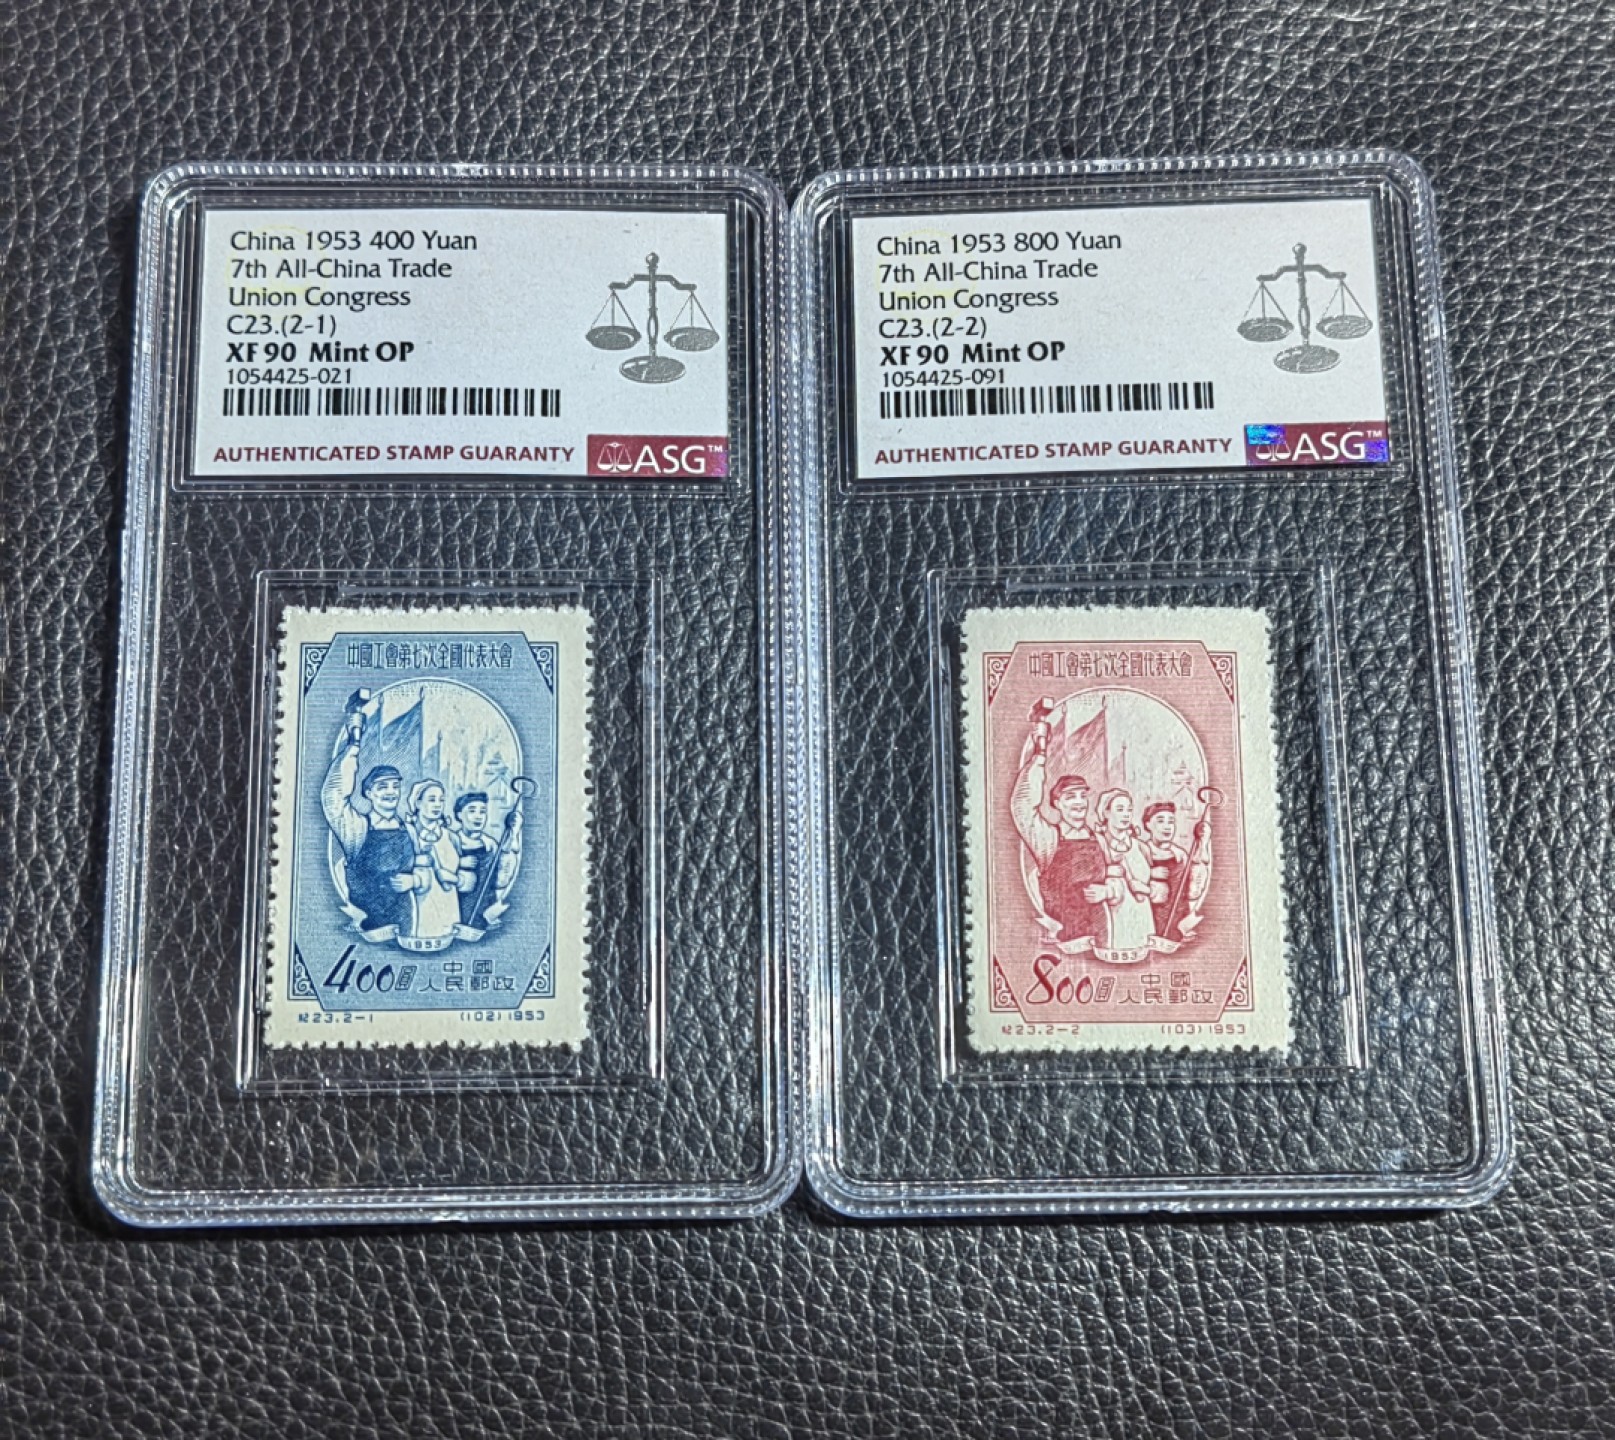 China 1953 400 Yuan
7th All-China Trade
Union Congress
C23.(2-1)
XF 90 Mint OP
1054425-021
AUTHENTICATED STAMP GUARANTY
ASG™
中國工會第七次全國代表大會
1953
400圓
中國
人民郵政
紀23.2-1
(102)1953
China 1953 800 Yuan
7th All-China Trade
Union Congress
C23.(2-2)
XF 90 Mint OP
1054425-091
AUTHENTICATED STAMP GUARANTY
ASG™
中國工會第七次全國代表大會
1953
800圓
中國
人民郵政
紀23.2-2
(103)1953